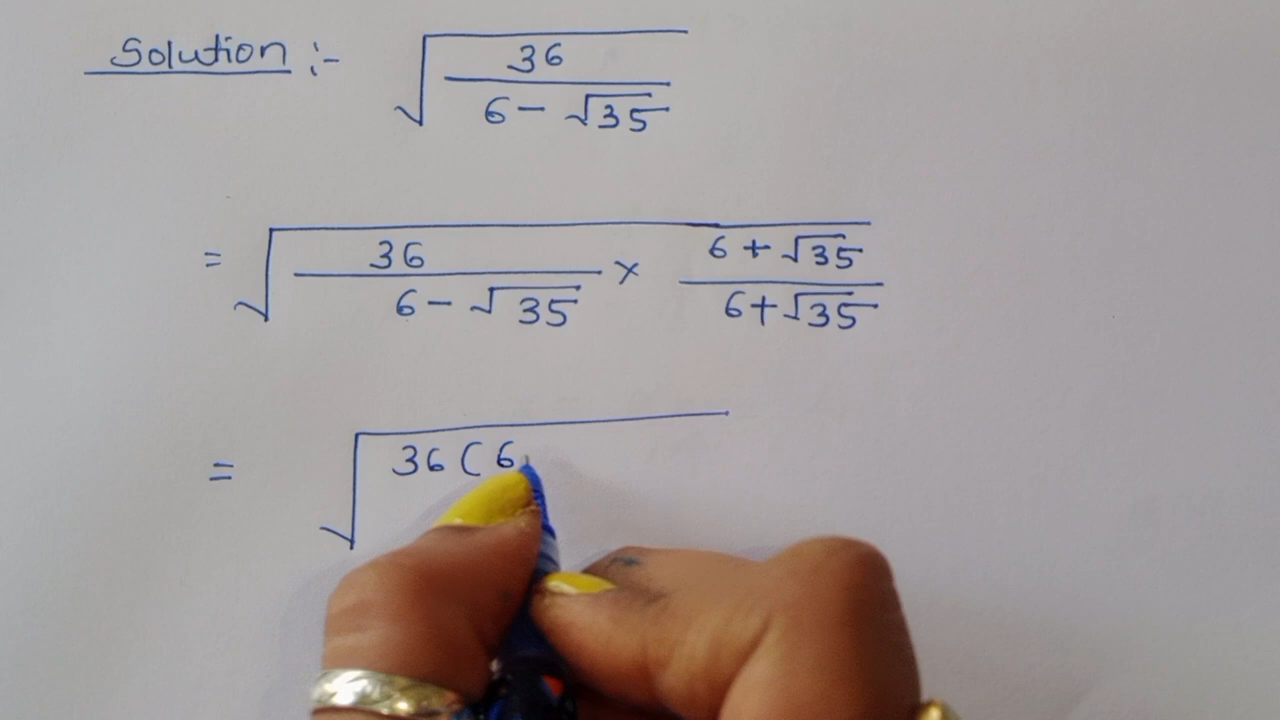 Solution :- √(36/(6 - √35))
= √(36/(6 - √35) × (6 + √35)/(6 + √35))
= √(36 (6